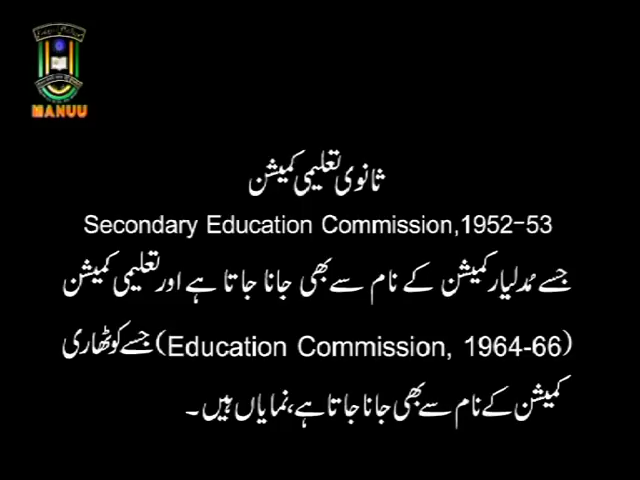 MANUU
ثانوی تعلیمی کمیشن
Secondary Education Commission,1952-53
جسے مُدلیار کمیشن کے نام سے بھی جانا جاتا ہے اور تعلیمی کمیشن
(Education Commission, 1964-66) جسے کوٹھاری
کمیشن کے نام سے بھی جانا جاتا ہے، نمایاں ہیں۔